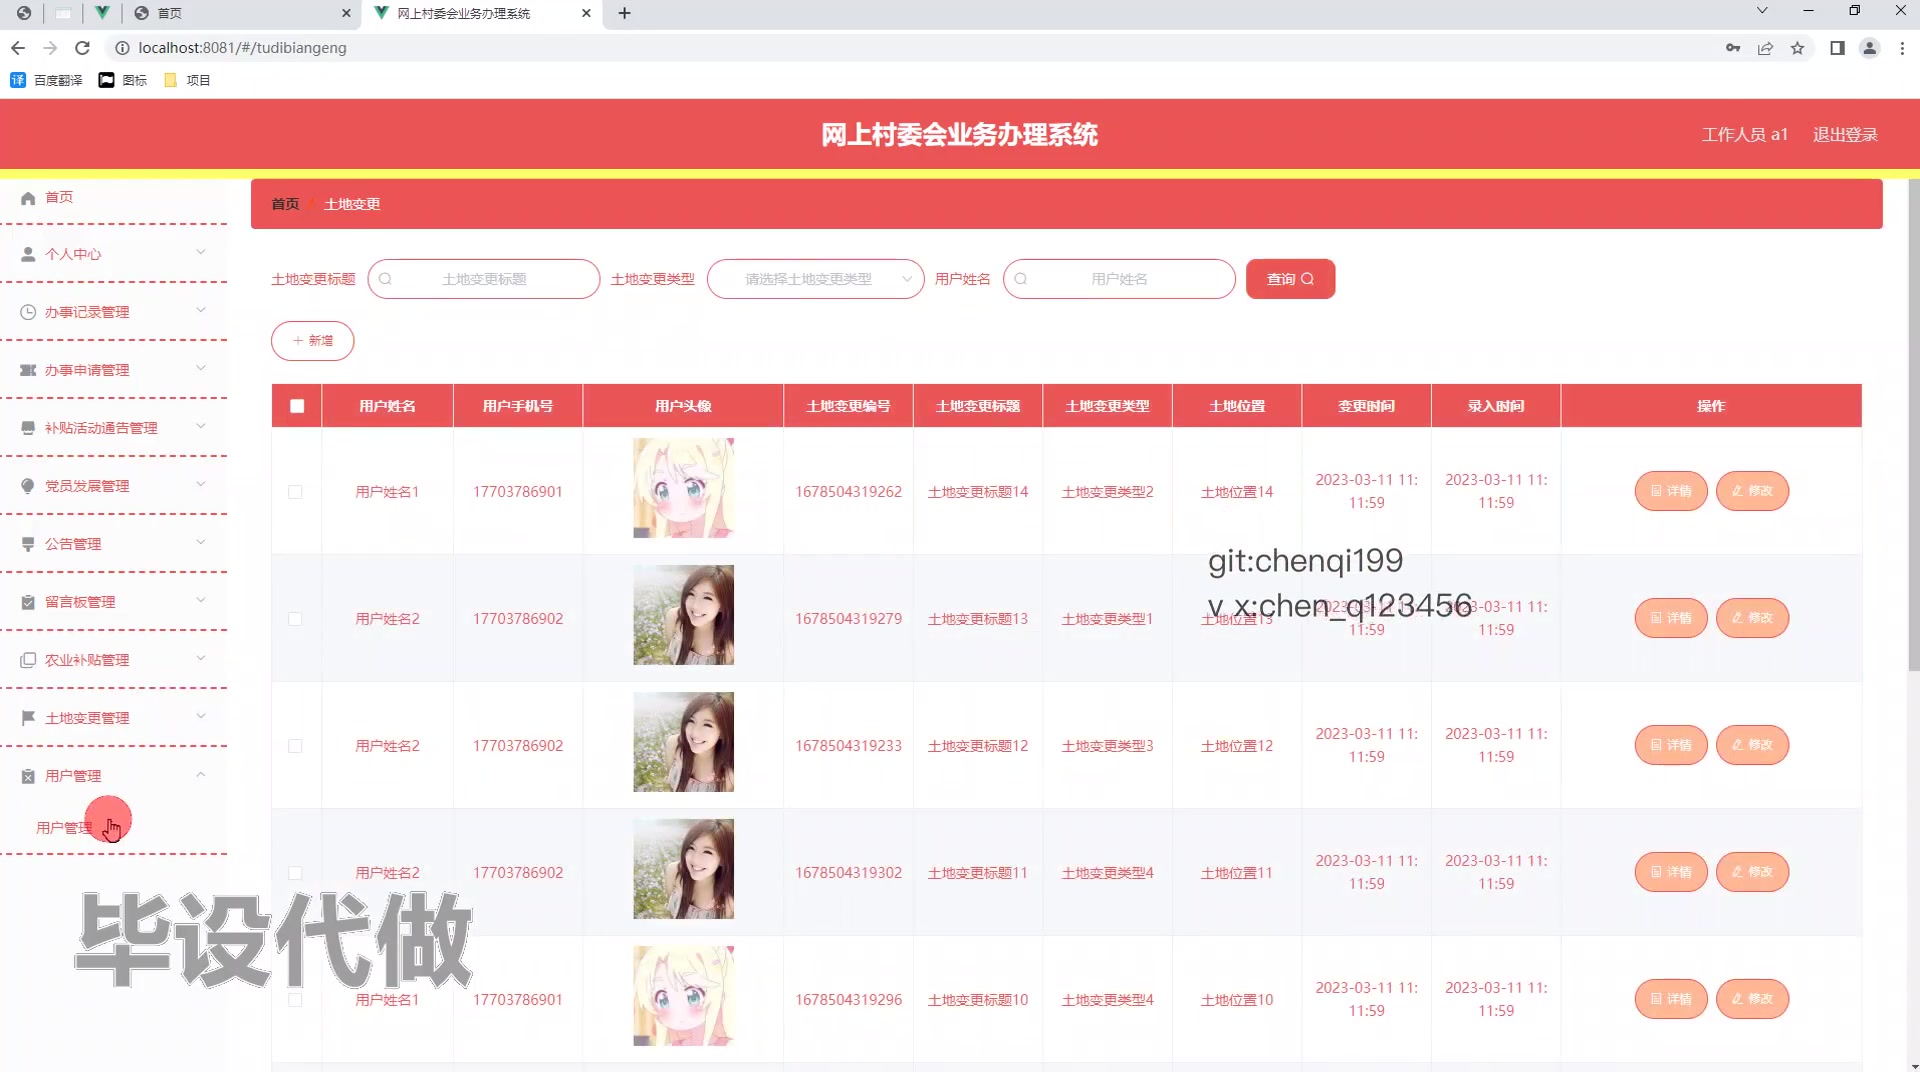 首页
网上村委会业务办理系统
localhost:8081/#/tudibiangeng
译 百度翻译 图标 项目
网上村委会业务办理系统
工作人员 a1 退出登录
首页
个人中心
办事记录管理
办事申请管理
补贴活动通告管理
党员发展管理
公告管理
留言板管理
农业补贴管理
土地变更管理
用户管理
用户管理
首页 / 土地变更
土地变更标题 土地变更标题 土地变更类型 请选择土地变更类型 用户姓名 用户姓名 查询
+ 新增
用户姓名 用户手机号 用户头像 土地变更编号 土地变更标题 土地变更类型 土地位置 变更时间 录入时间 操作
用户姓名1 17703786901 1678504319262 土地变更标题14 土地变更类型2 土地位置14 2023-03-11 11:11:59 2023-03-11 11:11:59 详情 修改
用户姓名2 17703786902 1678504319279 土地变更标题13 土地变更类型1 土地位置13 2023-03-11 11:11:59 2023-03-11 11:11:59 详情 修改
用户姓名2 17703786902 1678504319233 土地变更标题12 土地变更类型3 土地位置12 2023-03-11 11:11:59 2023-03-11 11:11:59 详情 修改
用户姓名2 17703786902 1678504319302 土地变更标题11 土地变更类型4 土地位置11 2023-03-11 11:11:59 2023-03-11 11:11:59 详情 修改
用户姓名1 17703786901 1678504319296 土地变更标题10 土地变更类型4 土地位置10 2023-03-11 11:11:59 2023-03-11 11:11:59 详情 修改
git:chenqi199
v_x:chen_q123456
毕设代做